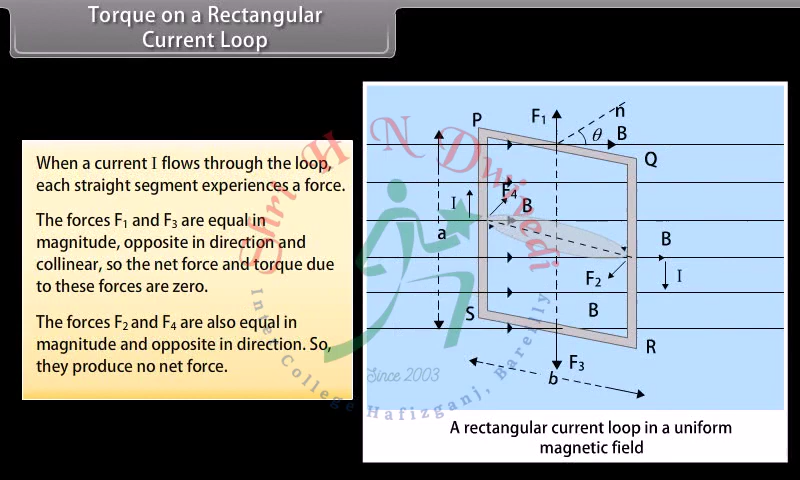 Torque on a Rectangular
Current Loop
When a current I flows through the loop,
each straight segment experiences a force.
The forces F₁ and F₃ are equal in
magnitude, opposite in direction and
collinear, so the net force and torque due
to these forces are zero.
The forces F₂ and F₄ are also equal in
magnitude and opposite in direction. So,
they produce no net force.
P
F₁
n
θ
B
Q
I
F₄
B
a
B
F₂
I
S
B
R
F₃
b
Shri H N Dwivedi
Inter College Hafizganj, Bareilly
Since 2003
A rectangular current loop in a uniform
magnetic field